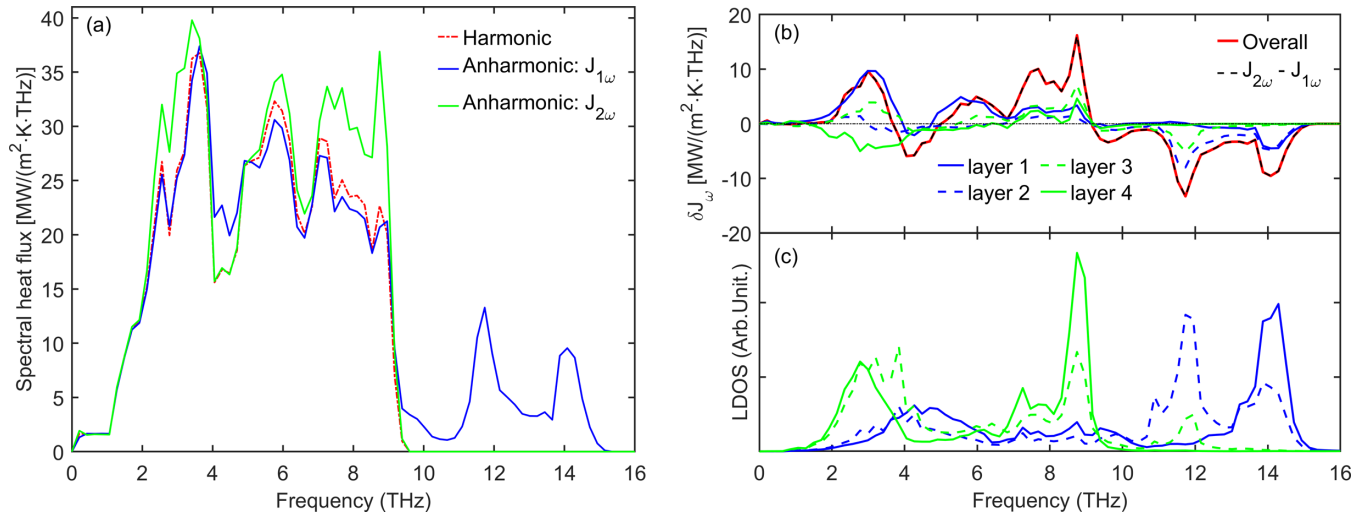 (a)
Harmonic
Anharmonic: J1ω
Anharmonic: J2ω
Spectral heat flux [MW/(m²·K·THz)]
40
35
30
25
20
15
10
5
0
0 2 4 6 8 10 12 14 16
Frequency (THz)
(b)
Overall
J2ω - J1ω
layer 1
layer 2
layer 3
layer 4
δJω [MW/(m²·K·THz)]
20
10
0
-10
-20
(c)
LDOS (Arb.Unit.)
0 2 4 6 8 10 12 14 16
Frequency (THz)